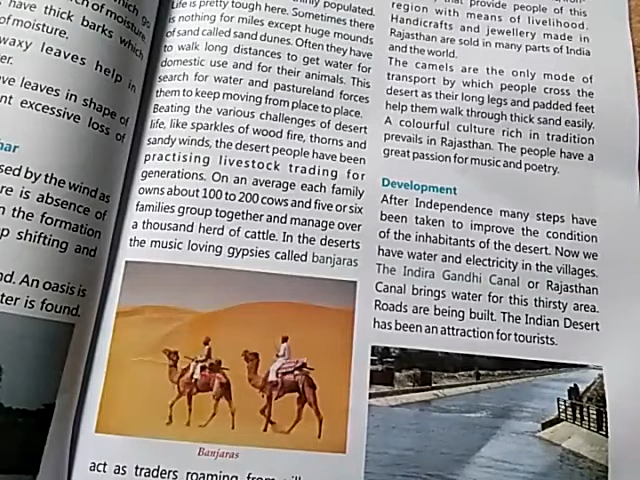 which go
of moisture.
have thick barks which
of moisture.
waxy leaves help in
er.
ve leaves in shape of
nt excessive loss of
har
sed by the wind as
re is absence of
n the formation
p shifting and
nd. An oasis is
ter is found.
populated.
Life is pretty tough here. Sometimes there
is nothing for miles except huge mounds
of sand called sand dunes. Often they have
to walk long distances to get water for
domestic use and for their animals. This
search for water and pastureland forces
them to keep moving from place to place.
Beating the various challenges of desert
life, like sparkles of wood fire, thorns and
sandy winds, the desert people have been
practising livestock trading for
generations. On an average each family
owns about 100 to 200 cows and five or six
families group together and manage over
a thousand herd of cattle. In the deserts
the music loving gypsies called banjaras
Banjaras
act as traders roaming from
that provide people of this
region with means of livelihood.
Handicrafts and jewellery made in
Rajasthan are sold in many parts of India
and the world.
The camels are the only mode of
transport by which people cross the
desert as their long legs and padded feet
help them walk through thick sand easily.
A colourful culture rich in tradition
prevails in Rajasthan. The people have a
great passion for music and poetry.
Development
After Independence many steps have
been taken to improve the condition
of the inhabitants of the desert. Now we
have water and electricity in the villages.
The Indira Gandhi Canal or Rajasthan
Canal brings water for this thirsty area.
Roads are being built. The Indian Desert
has been an attraction for tourists.